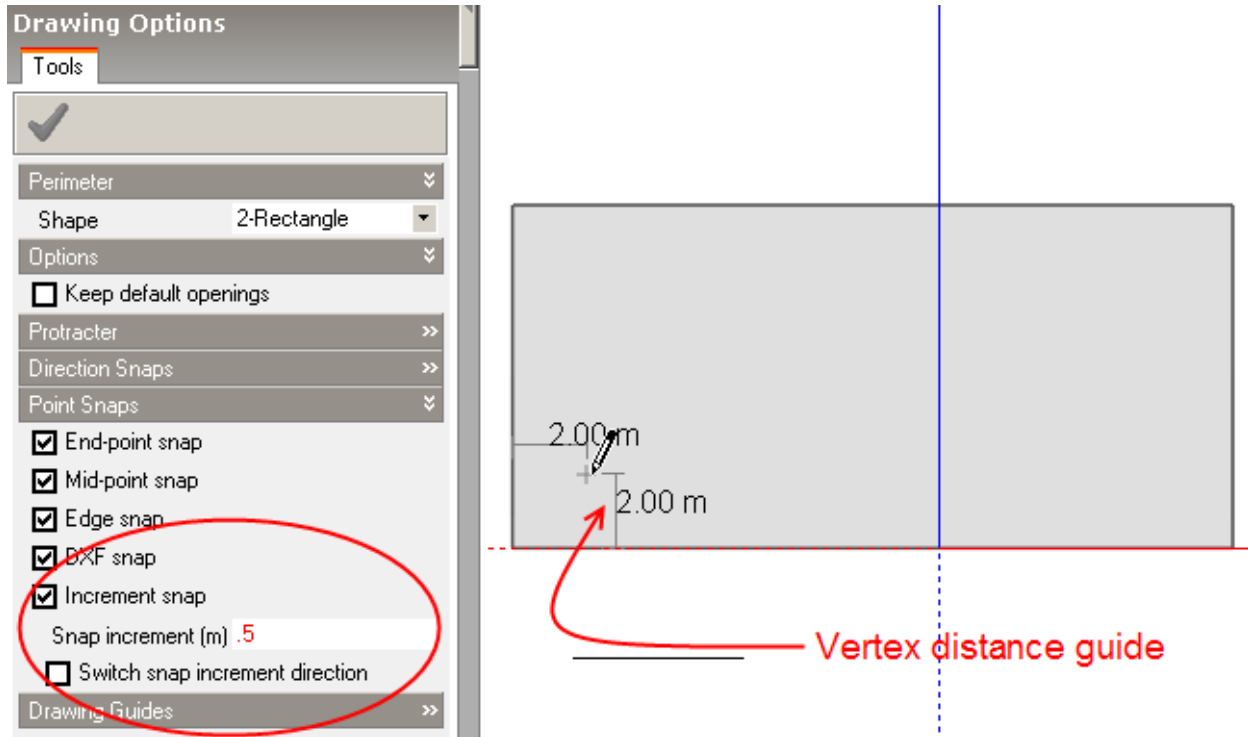 Drawing Options
Tools
Perimeter
Shape 2-Rectangle
Options
Keep default openings
Protracter
Direction Snaps
Point Snaps
End-point snap
Mid-point snap
Edge snap
DXF snap
Increment snap
Snap increment (m) .5
Switch snap increment direction
Drawing Guides
2.00 m
2.00 m
Vertex distance guide